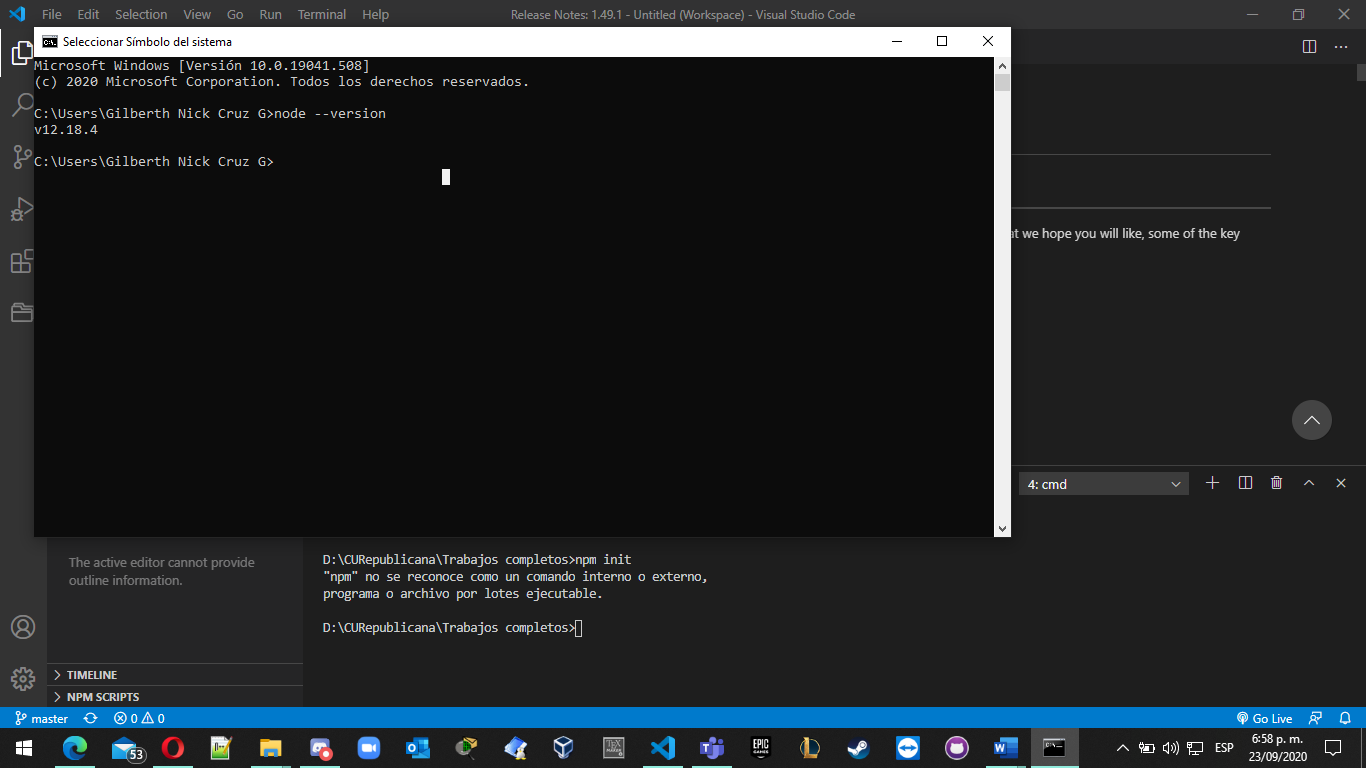 File Edit Selection View Go Run Terminal Help Release Notes: 1.49.1 - Untitled (Workspace) - Visual Studio Code
Seleccionar Símbolo del sistema
Microsoft Windows [Versión 10.0.19041.508]
(c) 2020 Microsoft Corporation. Todos los derechos reservados.
C:\Users\Gilberth Nick Cruz G>node --version
v12.18.4
C:\Users\Gilberth Nick Cruz G>
at we hope you will like, some of the key
4: cmd
The active editor cannot provide
outline information.
D:\CURepublicana\Trabajos completos>npm init
"npm" no se reconoce como un comando interno o externo,
programa o archivo por lotes ejecutable.
D:\CURepublicana\Trabajos completos>
TIMELINE
NPM SCRIPTS
master 0 0 Go Live
53 ESP 6:58 p. m.
23/09/2020